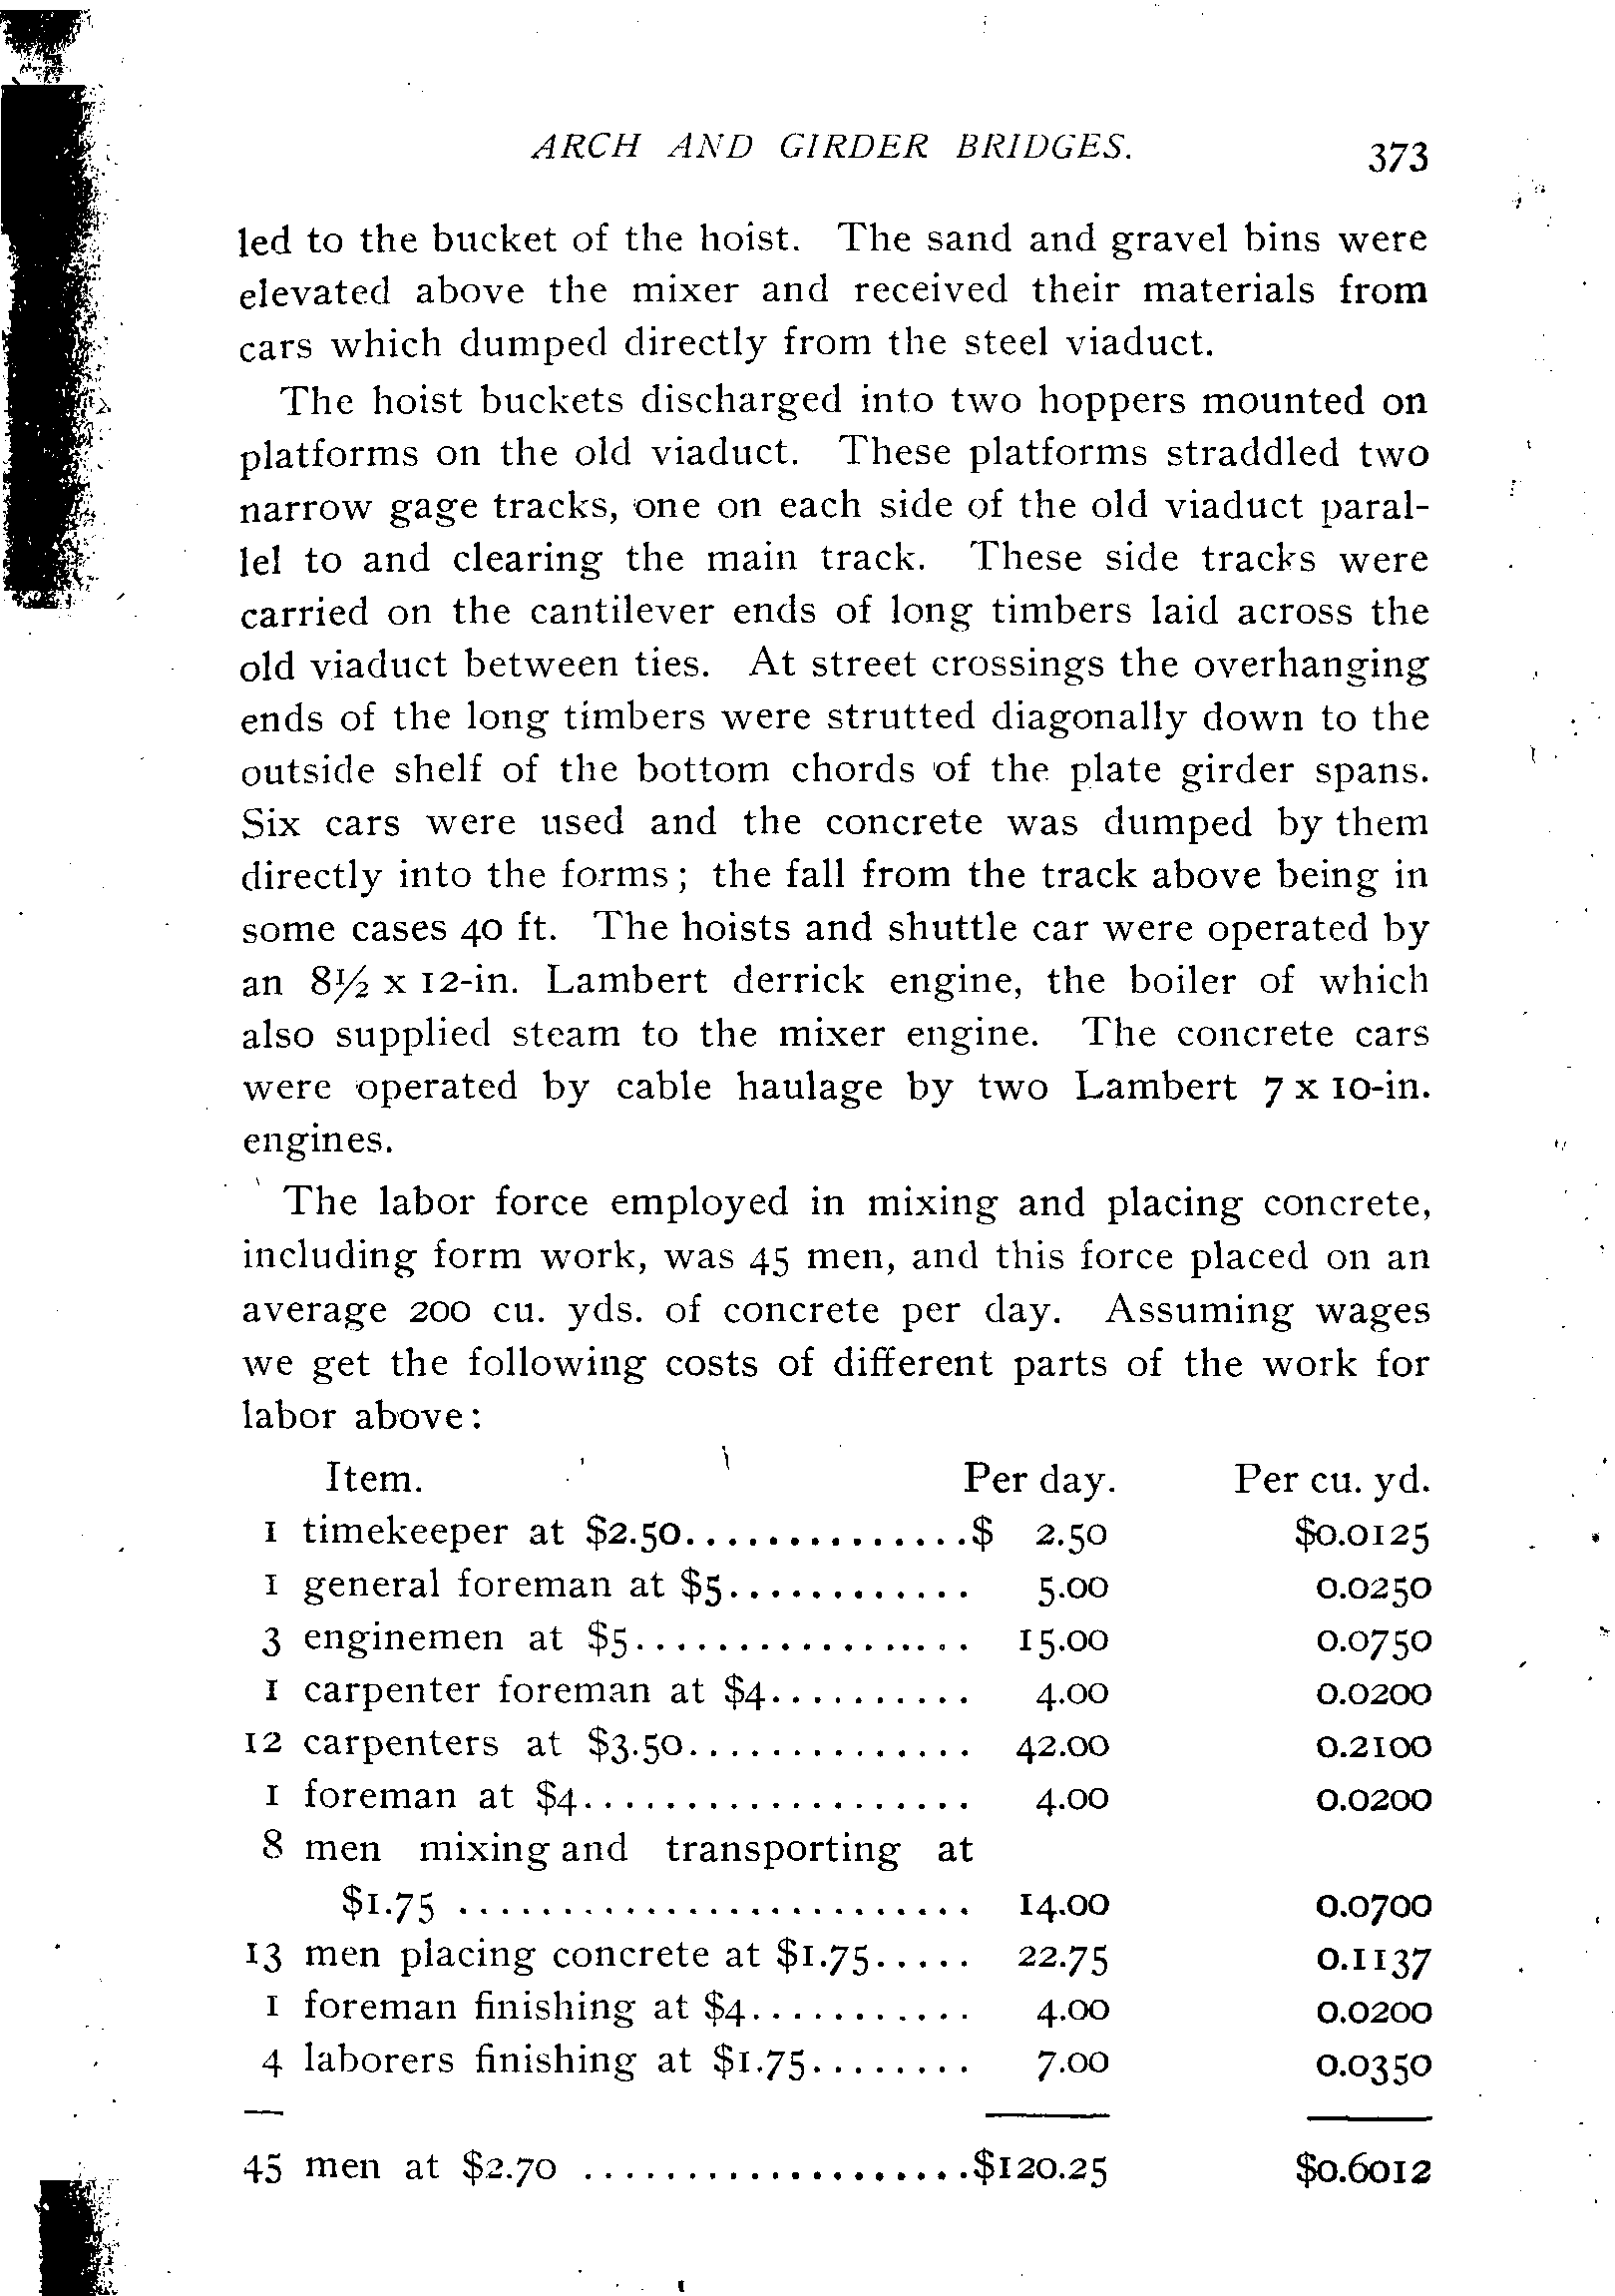 ARCH AND GIRDER BRIDGES. 373
led to the bucket of the hoist. The sand and gravel bins were
elevated above the mixer and received their materials from
cars which dumped directly from the steel viaduct.
The hoist buckets discharged into two hoppers mounted on
platforms on the old viaduct. These platforms straddled two
narrow gage tracks, one on each side of the old viaduct paral-
lel to and clearing the main track. These side tracks were
carried on the cantilever ends of long timbers laid across the
old viaduct between ties. At street crossings the overhanging
ends of the long timbers were strutted diagonally down to the
outside shelf of the bottom chords of the plate girder spans.
Six cars were used and the concrete was dumped by them
directly into the forms; the fall from the track above being in
some cases 40 ft. The hoists and shuttle car were operated by
an 8½ x 12-in. Lambert derrick engine, the boiler of which
also supplied steam to the mixer engine. The concrete cars
were operated by cable haulage by two Lambert 7 x 10-in.
engines.
The labor force employed in mixing and placing concrete,
including form work, was 45 men, and this force placed on an
average 200 cu. yds. of concrete per day. Assuming wages
we get the following costs of different parts of the work for
labor above:
Item. Per day. Per cu. yd.
1 timekeeper at $2.50..............$ 2.50 $0.0125
1 general foreman at $5............ 5.00 0.0250
3 enginemen at $5................ 15.00 0.0750
1 carpenter foreman at $4.......... 4.00 0.0200
12 carpenters at $3.50.............. 42.00 0.2100
1 foreman at $4................... 4.00 0.0200
8 men mixing and transporting at
$1.75 ......................... 14.00 0.0700
13 men placing concrete at $1.75..... 22.75 0.1137
1 foreman finishing at $4........... 4.00 0.0200
4 laborers finishing at $1.75........ 7.00 0.0350
45 men at $2.70 ...................$120.25 $0.6012